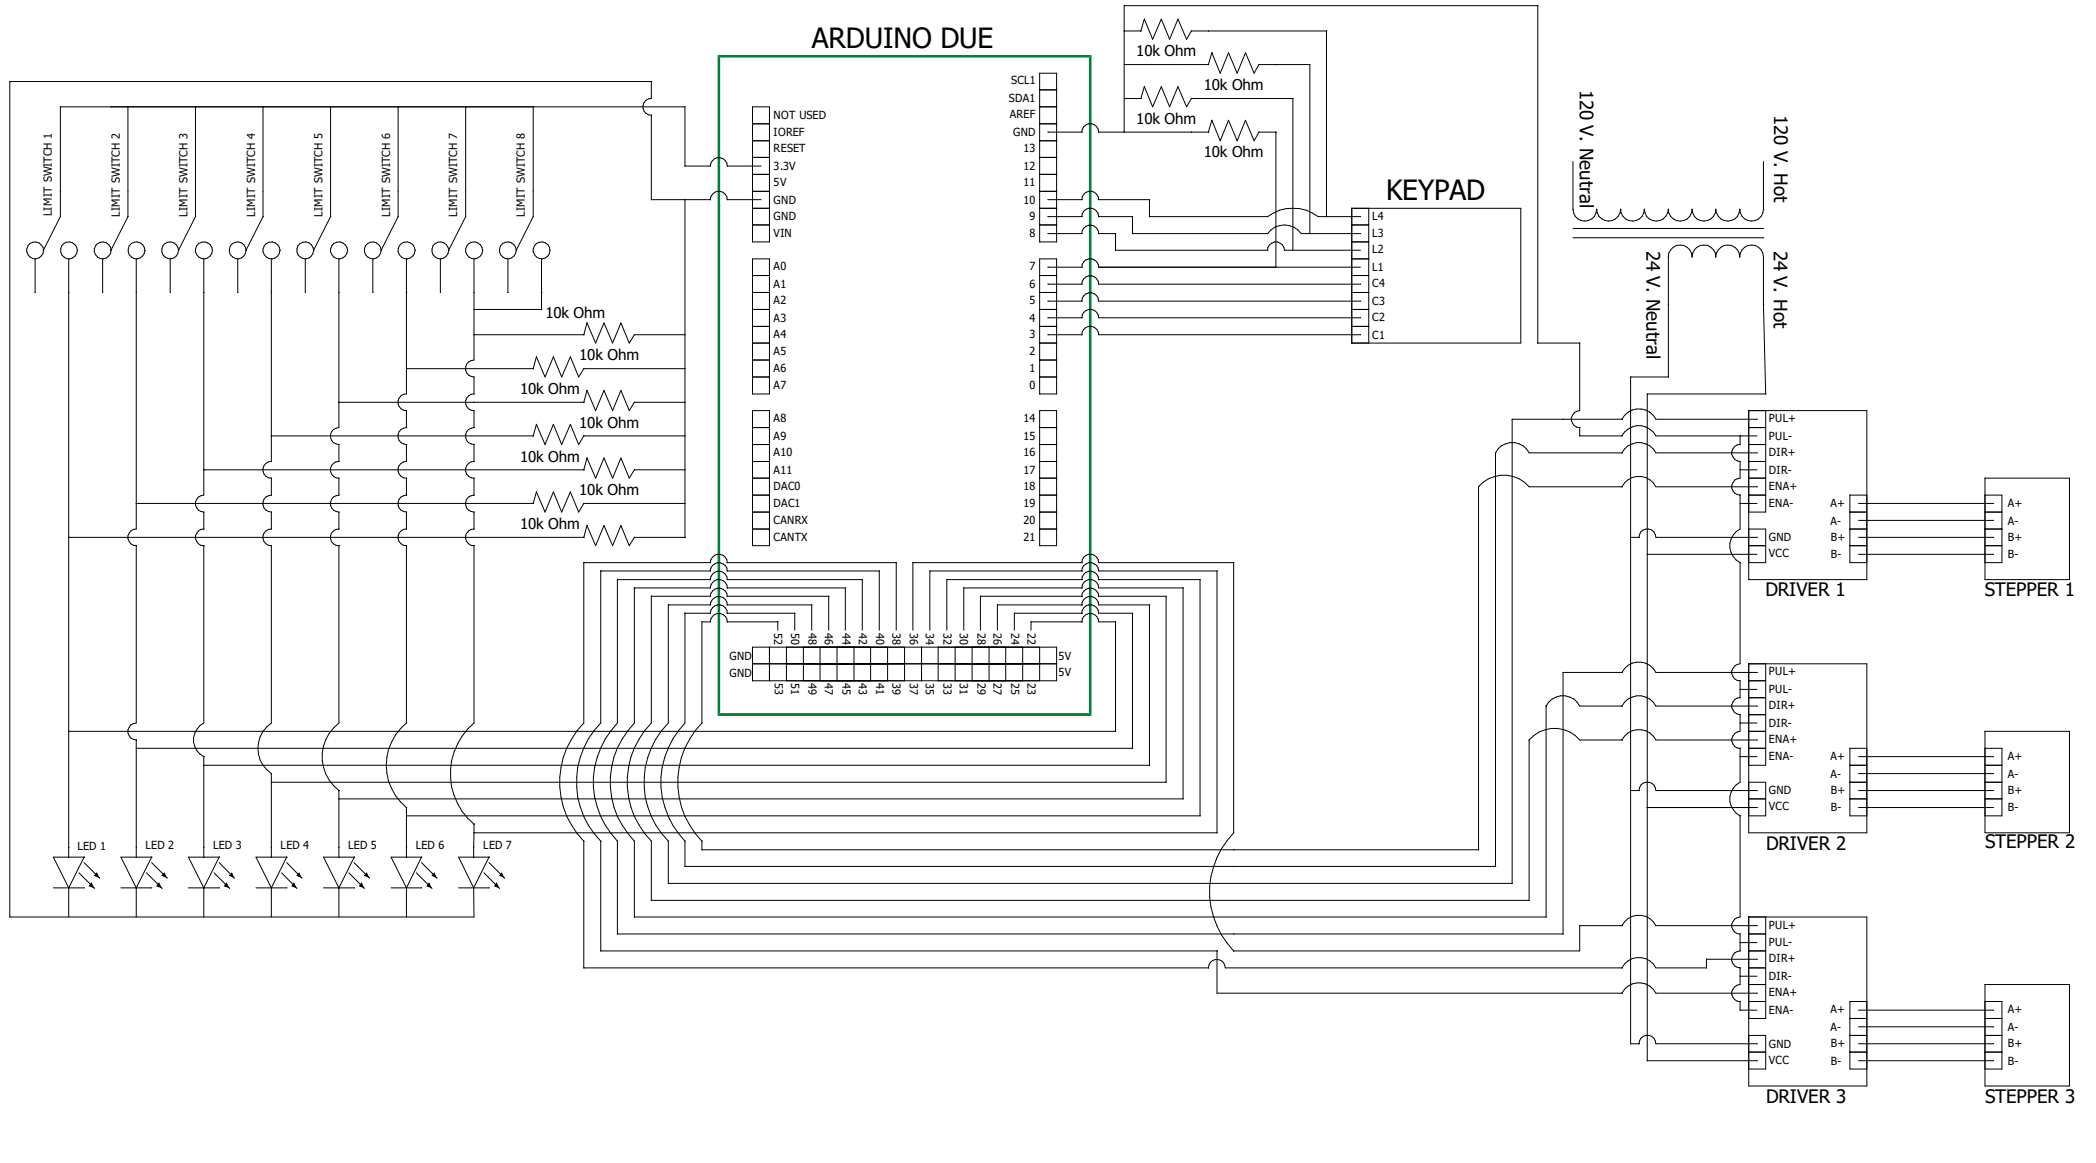 ARDUINO DUE
10k Ohm
10k Ohm
10k Ohm
10k Ohm
LIMIT SWITCH 1
LIMIT SWITCH 2
LIMIT SWITCH 3
LIMIT SWITCH 4
LIMIT SWITCH 5
LIMIT SWITCH 6
LIMIT SWITCH 7
LIMIT SWITCH 8
10k Ohm
10k Ohm
10k Ohm
10k Ohm
10k Ohm
10k Ohm
10k Ohm
NOT USED
IOREF
RESET
3.3V
5V
GND
GND
VIN
A0
A1
A2
A3
A4
A5
A6
A7
A8
A9
A10
A11
DAC0
DAC1
CANRX
CANTX
SCL1
SDA1
AREF
GND
13
12
11
10
9
8
7
6
5
4
3
2
1
0
14
15
16
17
18
19
20
21
52 50 48 46 44 42 40 38 36 34 32 30 28 26 24 22
GND 5V
GND 5V
53 51 49 47 45 43 41 39 37 35 33 31 29 27 25 23
KEYPAD
L4
L3
L2
L1
C4
C3
C2
C1
120 V. Neutral
120 V. Hot
24 V. Neutral
24 V. Hot
PUL+
PUL-
DIR+
DIR-
ENA+
ENA-
GND
VCC
A+
A-
B+
B-
DRIVER 1
A+
A-
B+
B-
STEPPER 1
PUL+
PUL-
DIR+
DIR-
ENA+
ENA-
GND
VCC
A+
A-
B+
B-
DRIVER 2
A+
A-
B+
B-
STEPPER 2
PUL+
PUL-
DIR+
DIR-
ENA+
ENA-
GND
VCC
A+
A-
B+
B-
DRIVER 3
A+
A-
B+
B-
STEPPER 3
LED 1
LED 2
LED 3
LED 4
LED 5
LED 6
LED 7